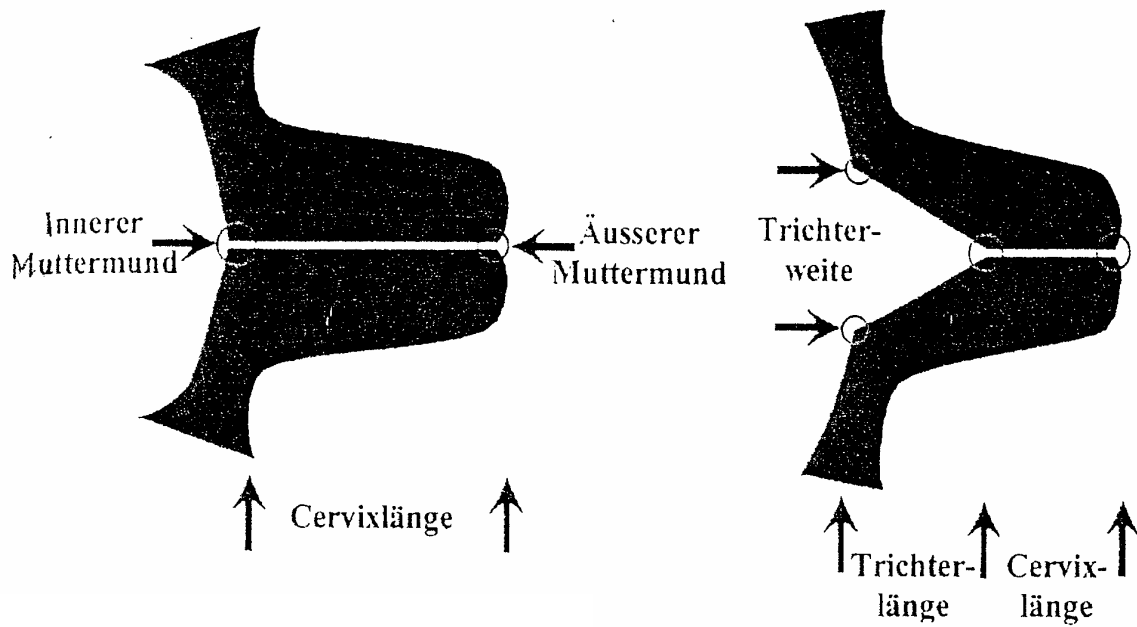 Innerer
Muttermund
Äusserer
Muttermund
Cervixlänge
Trichter-
weite
Trichter-
länge
Cervix-
länge